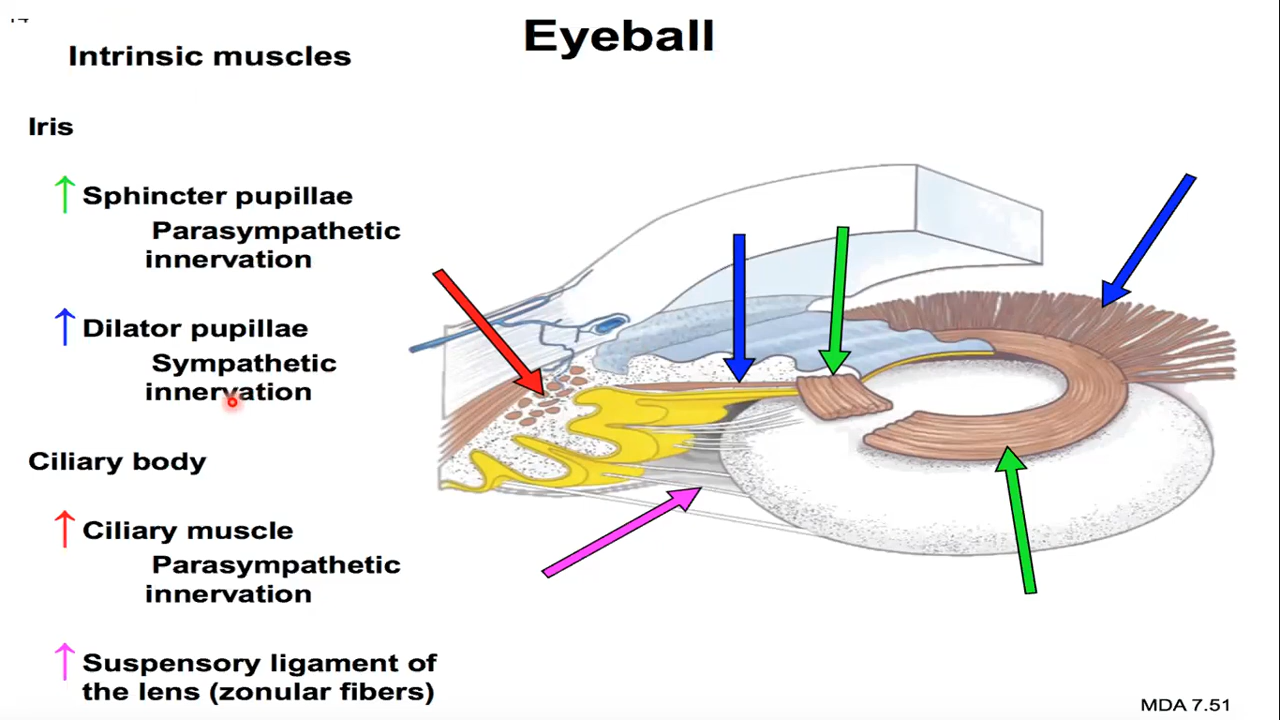 Eyeball
Intrinsic muscles
Iris
Sphincter pupillae
Parasympathetic
innervation
Dilator pupillae
Sympathetic
innervation
Ciliary body
Ciliary muscle
Parasympathetic
innervation
Suspensory ligament of
the lens (zonular fibers)
MDA 7.51